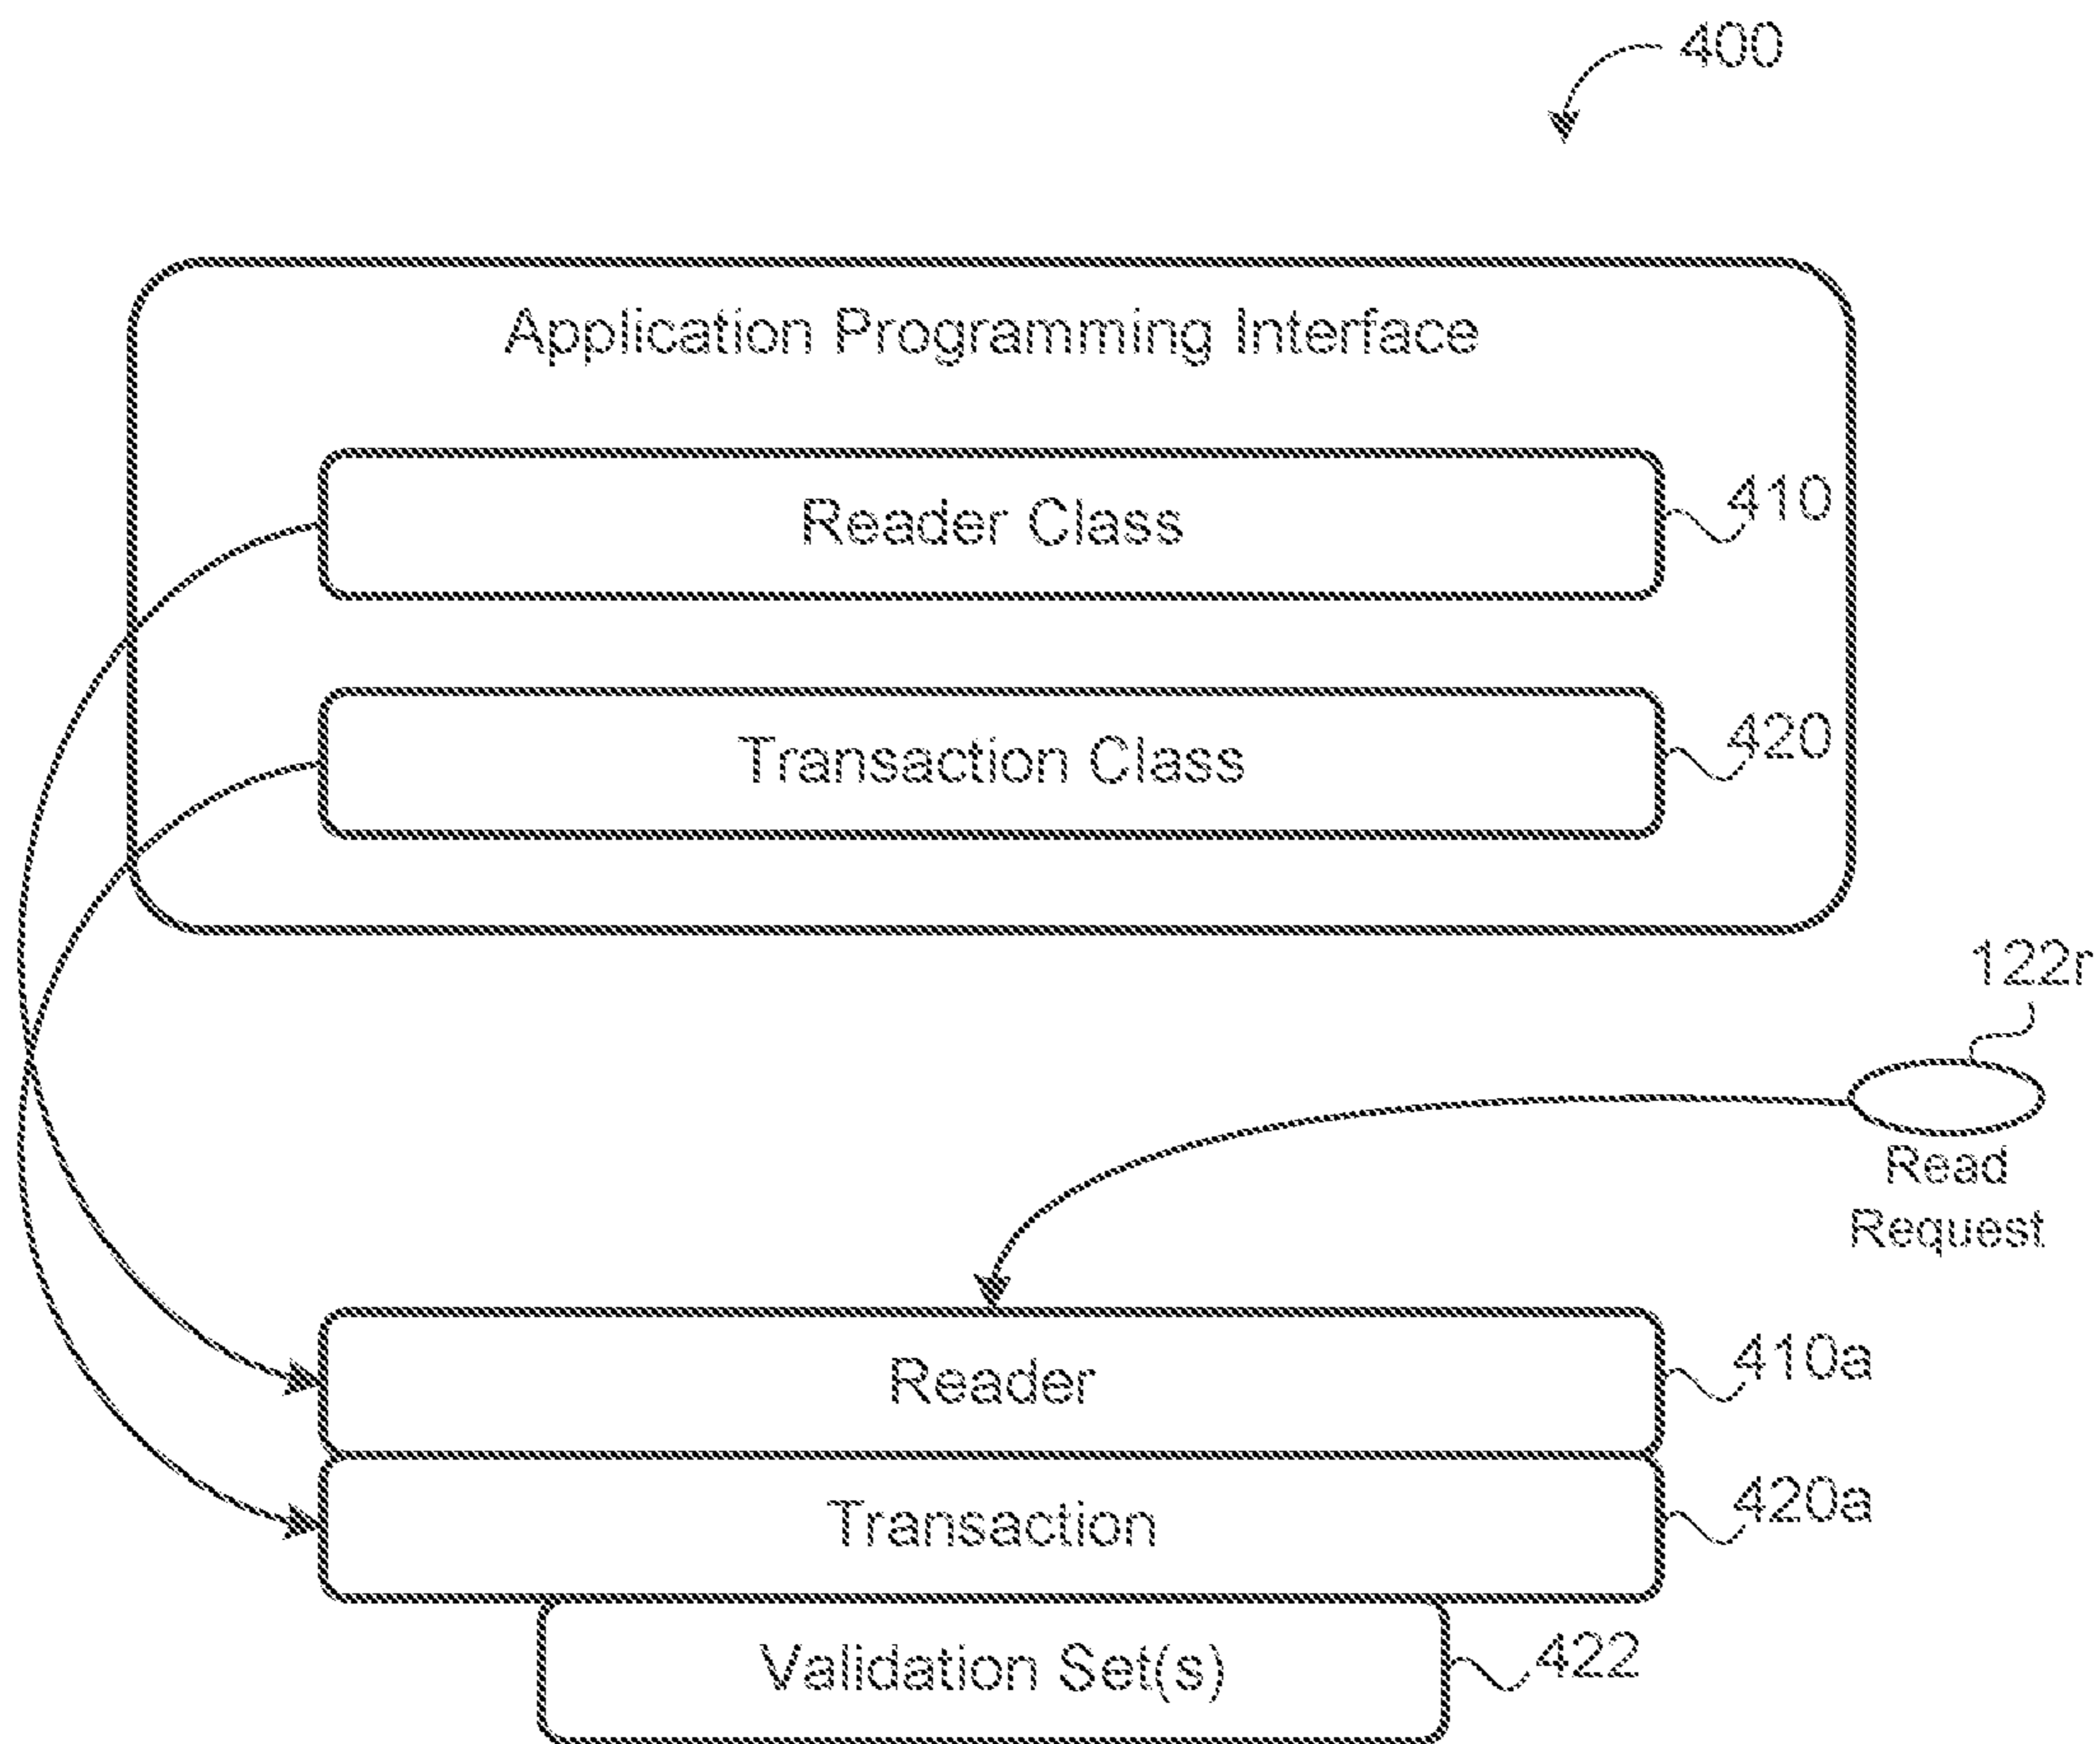 400
Application Programming Interface
Reader Class
410
Transaction Class
420
122r
Read
Request
Reader
410a
Transaction
420a
Validation Set(s)
422